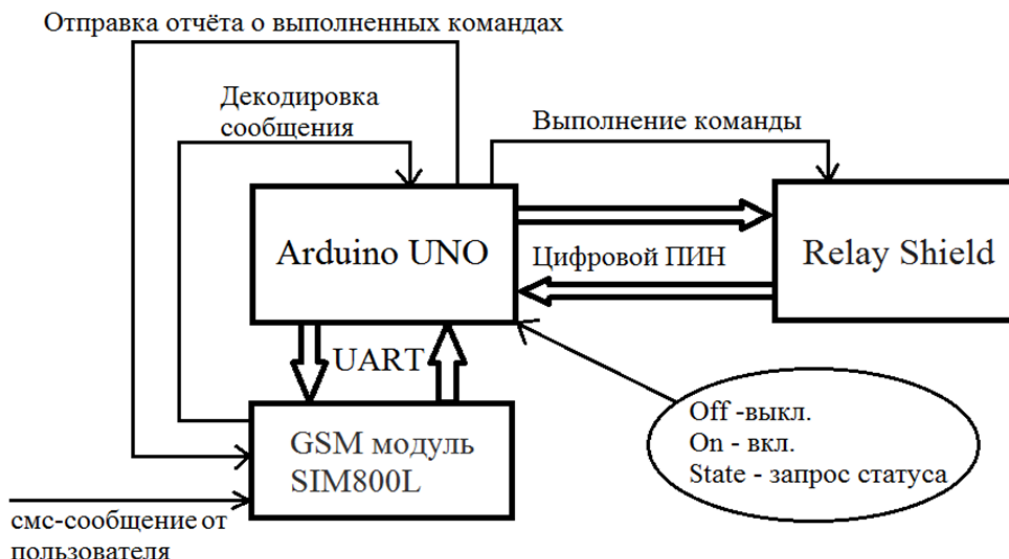 Отправка отчёта о выполненных командах
Декодировка
сообщения
Выполнение команды
Arduino UNO
Цифровой ПИН
Relay Shield
UART
GSM модуль
SIM800L
Off -выкл.
On - вкл.
State - запрос статуса
смс-сообщение от
пользователя